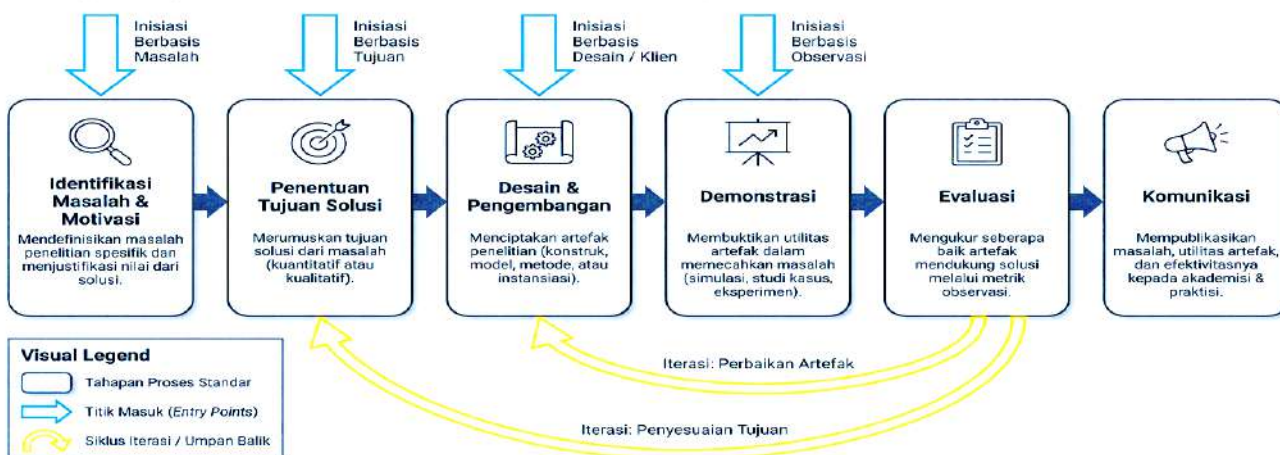 Inisiasi
Berbasis
Masalah
Inisiasi
Berbasis
Tujuan
Inisiasi
Berbasis
Desain / Klien
Inisiasi
Berbasis
Observasi
Identifikasi
Masalah &
Motivasi
Mendefinisikan masalah
penelitian spesifik dan
menjustifikasi nilai dari
solusi.
Penentuan
Tujuan Solusi
Merumuskan tujuan
solusi dari masalah
(kuantitatif atau
kualitatif).
Desain &
Pengembangan
Menciptakan artefak
penelitian (konstruk,
model, metode, atau
instansiasi).
Demonstrasi
Membuktikan utilitas
artefak dalam
memecahkan masalah
(simulasi, studi kasus,
eksperimen).
Evaluasi
Mengukur seberapa
baik artefak
mendukung solusi
melalui metrik
observasi.
Komunikasi
Mempublikasikan
masalah, utilitas artefak,
dan efektivitasnya
kepada akademisi &
praktisi.
Iterasi: Perbaikan Artefak
Iterasi: Penyesuaian Tujuan
Visual Legend
Tahapan Proses Standar
Titik Masuk (Entry Points)
Siklus Iterasi / Umpan Balik